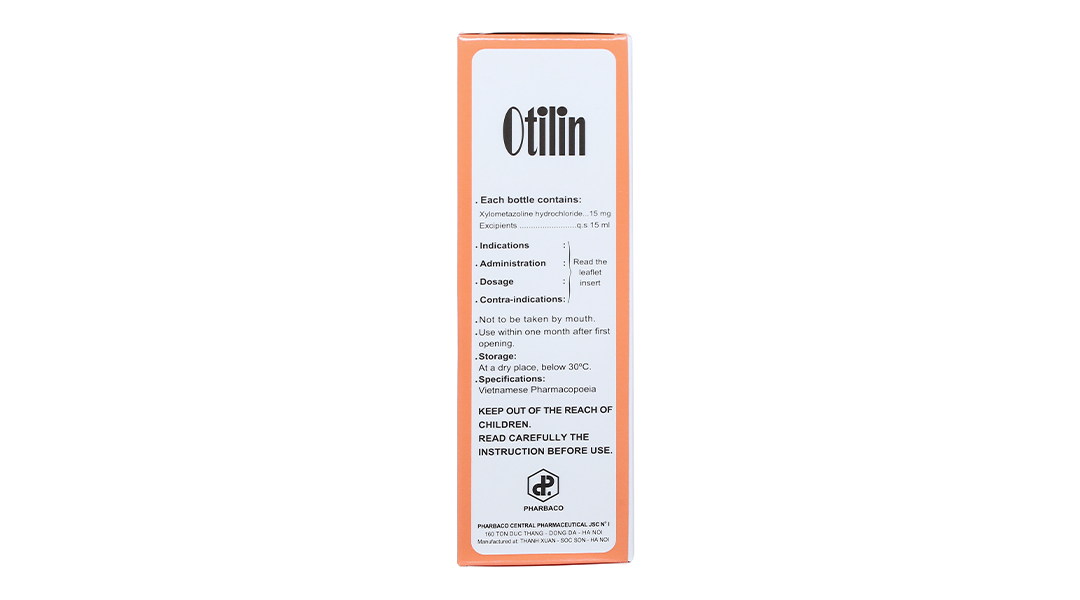 Otilin
. Each bottle contains:
Xylometazoline hydrochloride...15 mg
Excipients ........................q.s 15 ml
. Indications :
. Administration :
. Dosage :
. Contra-indications:
Read the
leaflet
insert
. Not to be taken by mouth.
. Use within one month after first
opening.
. Storage:
At a dry place, below 30ºC.
. Specifications:
Vietnamese Pharmacopoeia
KEEP OUT OF THE REACH OF
CHILDREN.
READ CAREFULLY THE
INSTRUCTION BEFORE USE.
PHARBACO
PHARBACO CENTRAL PHARMACEUTICAL JSC Nº I
160 TON DUC THANG - DONG DA - HA NOI
Manufactured at: THANH XUAN - SOC SON - HA NOI